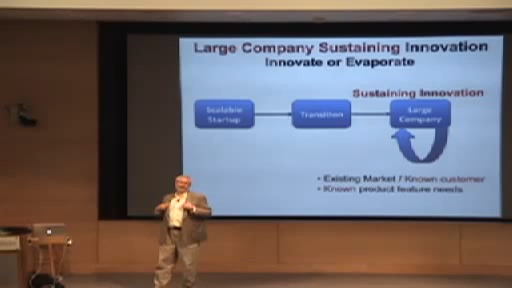 Large Company Sustaining Innovation
Innovate or Evaporate
Sustaining Innovation
Scalable
Startup
Transition
Large
Company
• Existing Market / Known customer
• Known product feature needs